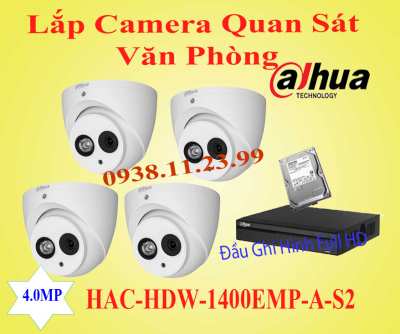 Lắp Camera Quan Sát
Văn Phòng
alhua
TECHNOLOGY
0938.11.23.99
Đầu Ghi Hình Full HD
4.0MP
HAC-HDW-1400EMP-A-S2